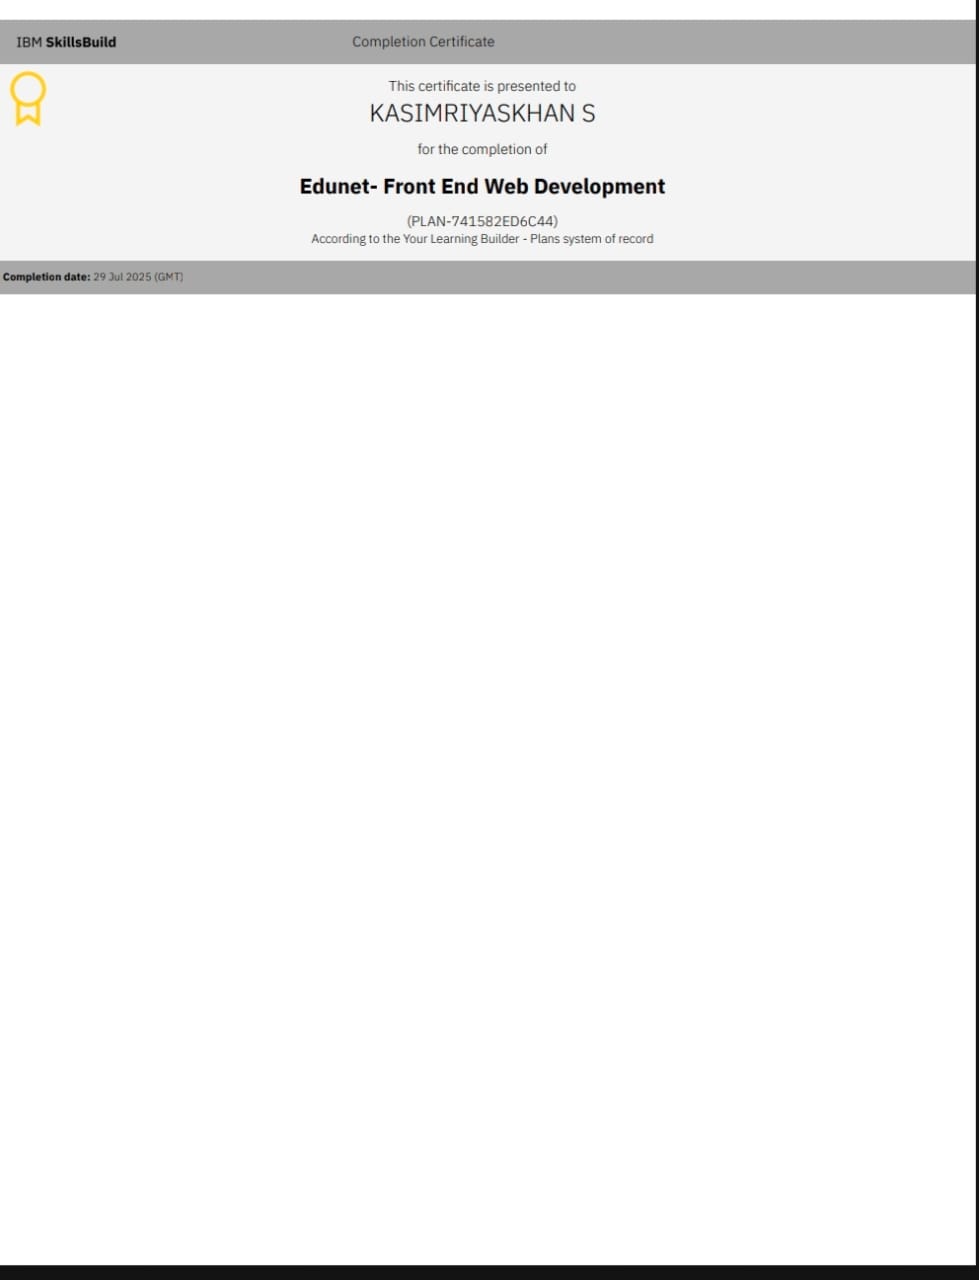 IBM SkillsBuild
Completion Certificate
This certificate is presented to
KASIMRIYASKHAN S
for the completion of
Edunet- Front End Web Development
(PLAN-741582ED6C44)
According to the Your Learning Builder - Plans system of record
Completion date: 29 Jul 2025 (GMT)